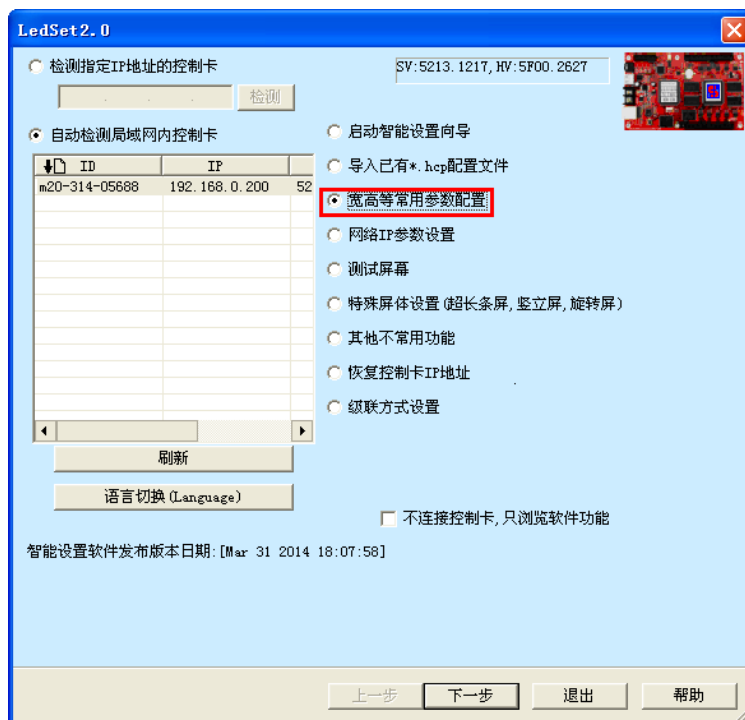 LedSet2.0
检测指定IP地址的控制卡
SV:5213.1217,HV:5F00.2627
检测
自动检测局域网内控制卡
ID IP
m20-314-05688 192.168.0.200 52
启动智能设置向导
导入已有*.hcp配置文件
宽高等常用参数配置
网络IP参数设置
测试屏幕
特殊屏体设置(超长条屏,竖立屏,旋转屏)
其他不常用功能
恢复控制卡IP地址
级联方式设置
刷新
语言切换(Language)
不连接控制卡,只浏览软件功能
智能设置软件发布版本日期:[Mar 31 2014 18:07:58]
上一步 下一步 退出 帮助